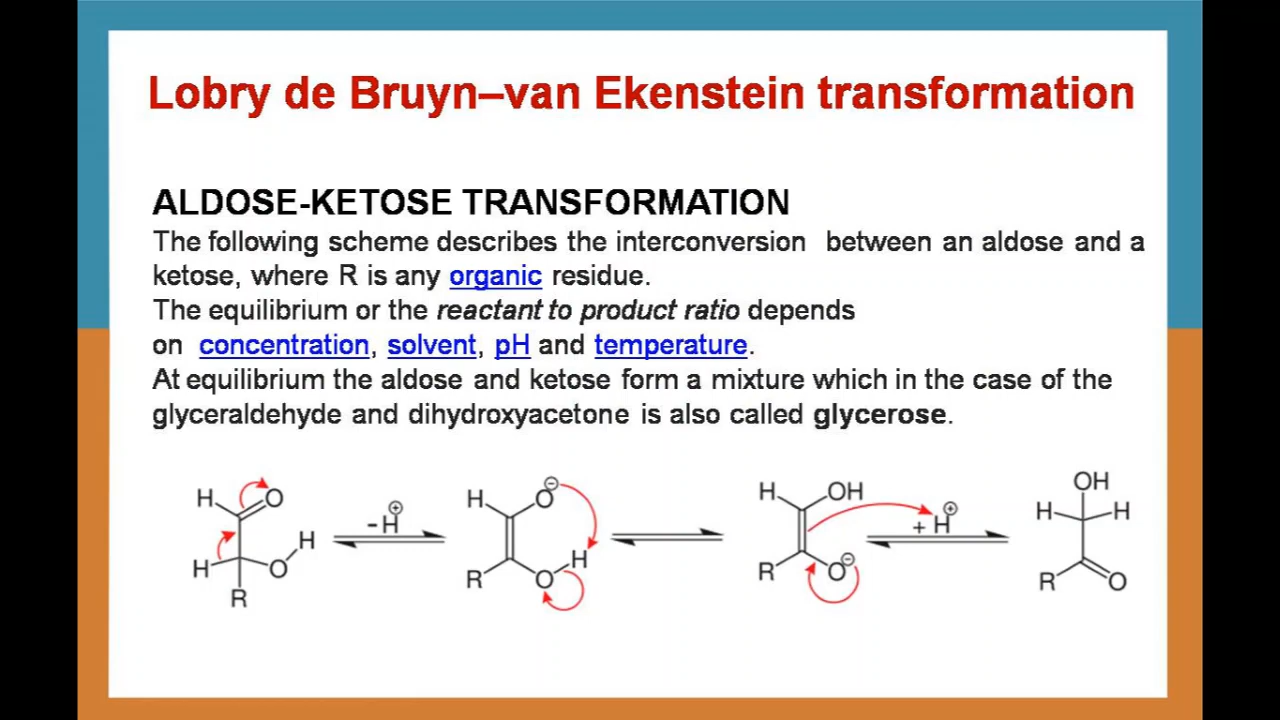 Lobry de Bruyn–van Ekenstein transformation
ALDOSE-KETOSE TRANSFORMATION
The following scheme describes the interconversion between an aldose and a
ketose, where R is any organic residue.
The equilibrium or the reactant to product ratio depends
on concentration, solvent, pH and temperature.
At equilibrium the aldose and ketose form a mixture which in the case of the
glyceraldehyde and dihydroxyacetone is also called glycerose.
H O H H O R
- H ⊕
H O ⊖ H R O
H OH R O ⊖
+ H ⊕
OH H H R O